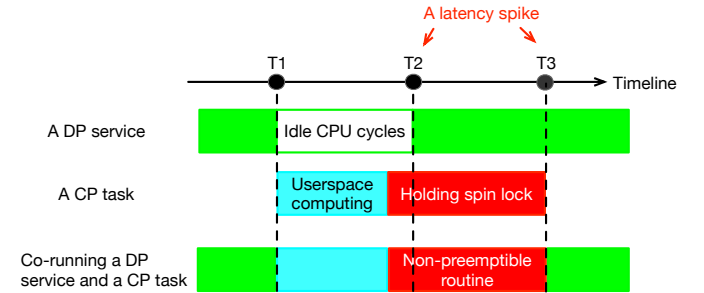 A latency spike
T1
T2
T3
Timeline
A DP service
Idle CPU cycles
A CP task
Userspace
computing
Holding spin lock
Co-running a DP
service and a CP task
Non-preemptible
routine